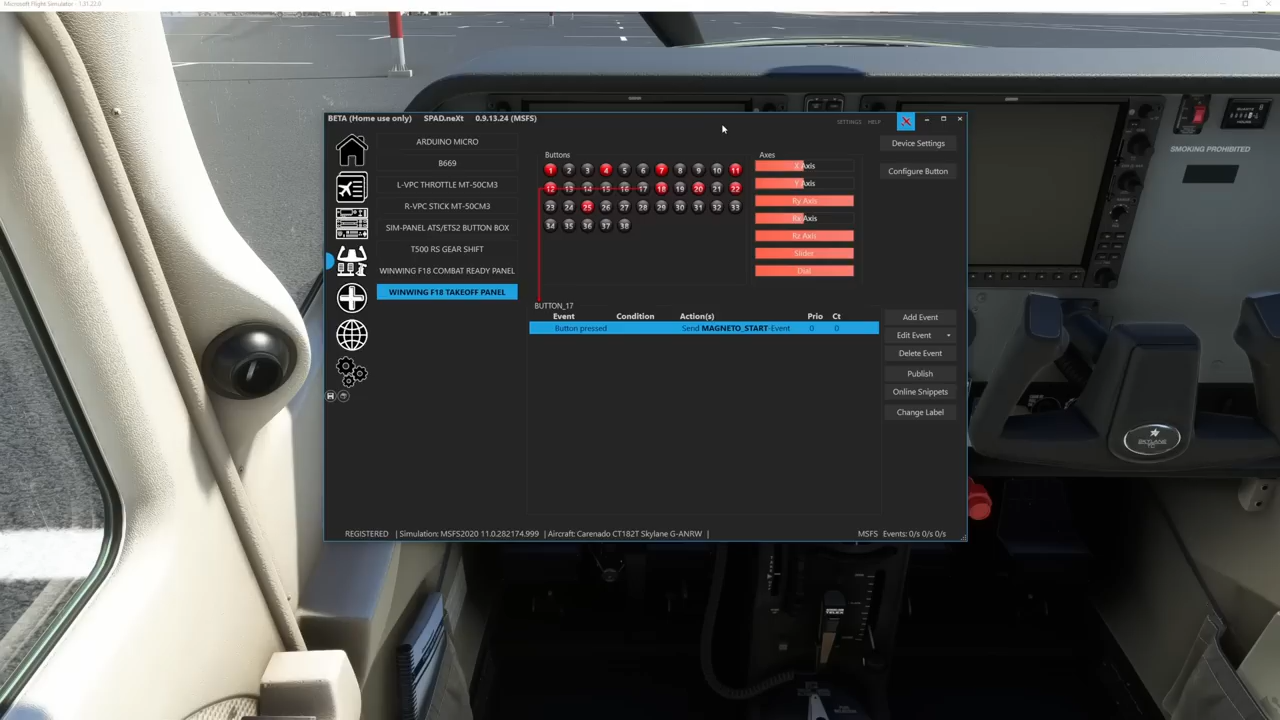 Microsoft Flight Simulator - 1.31.22.0
BETA (Home use only) SPAD.neXt 0.9.13.24 (MSFS)
SETTINGS HELP
ARDUINO MICRO
B669
L-VPC THROTTLE MT-50CM3
R-VPC STICK MT-50CM3
SIM-PANEL ATS/ETS2 BUTTON BOX
T500 RS GEAR SHIFT
WINWING F18 COMBAT READY PANEL
WINWING F18 TAKEOFF PANEL
Buttons
1 2 3 4 5 6 7 8 9 10 11
12 13 14 15 16 17 18 19 20 21 22
23 24 25 26 27 28 29 30 31 32 33
34 35 36 37 38
Axes
X Axis
Y Axis
Ry Axis
Rx Axis
Rz Axis
Slider
Dial
Device Settings
Configure Button
BUTTON_17
Event Condition Action(s) Prio Ct
Button pressed Send MAGNETO_START-Event 0 0
Add Event
Edit Event
Delete Event
Publish
Online Snippets
Change Label
REGISTERED | Simulation: MSFS2020 11.0.282174.999 | Aircraft: Carenado CT182T Skylane G-ANRW |
MSFS Events: 0/s 0/s 0/s
SMOKING PROHIBITED
SKYLANE